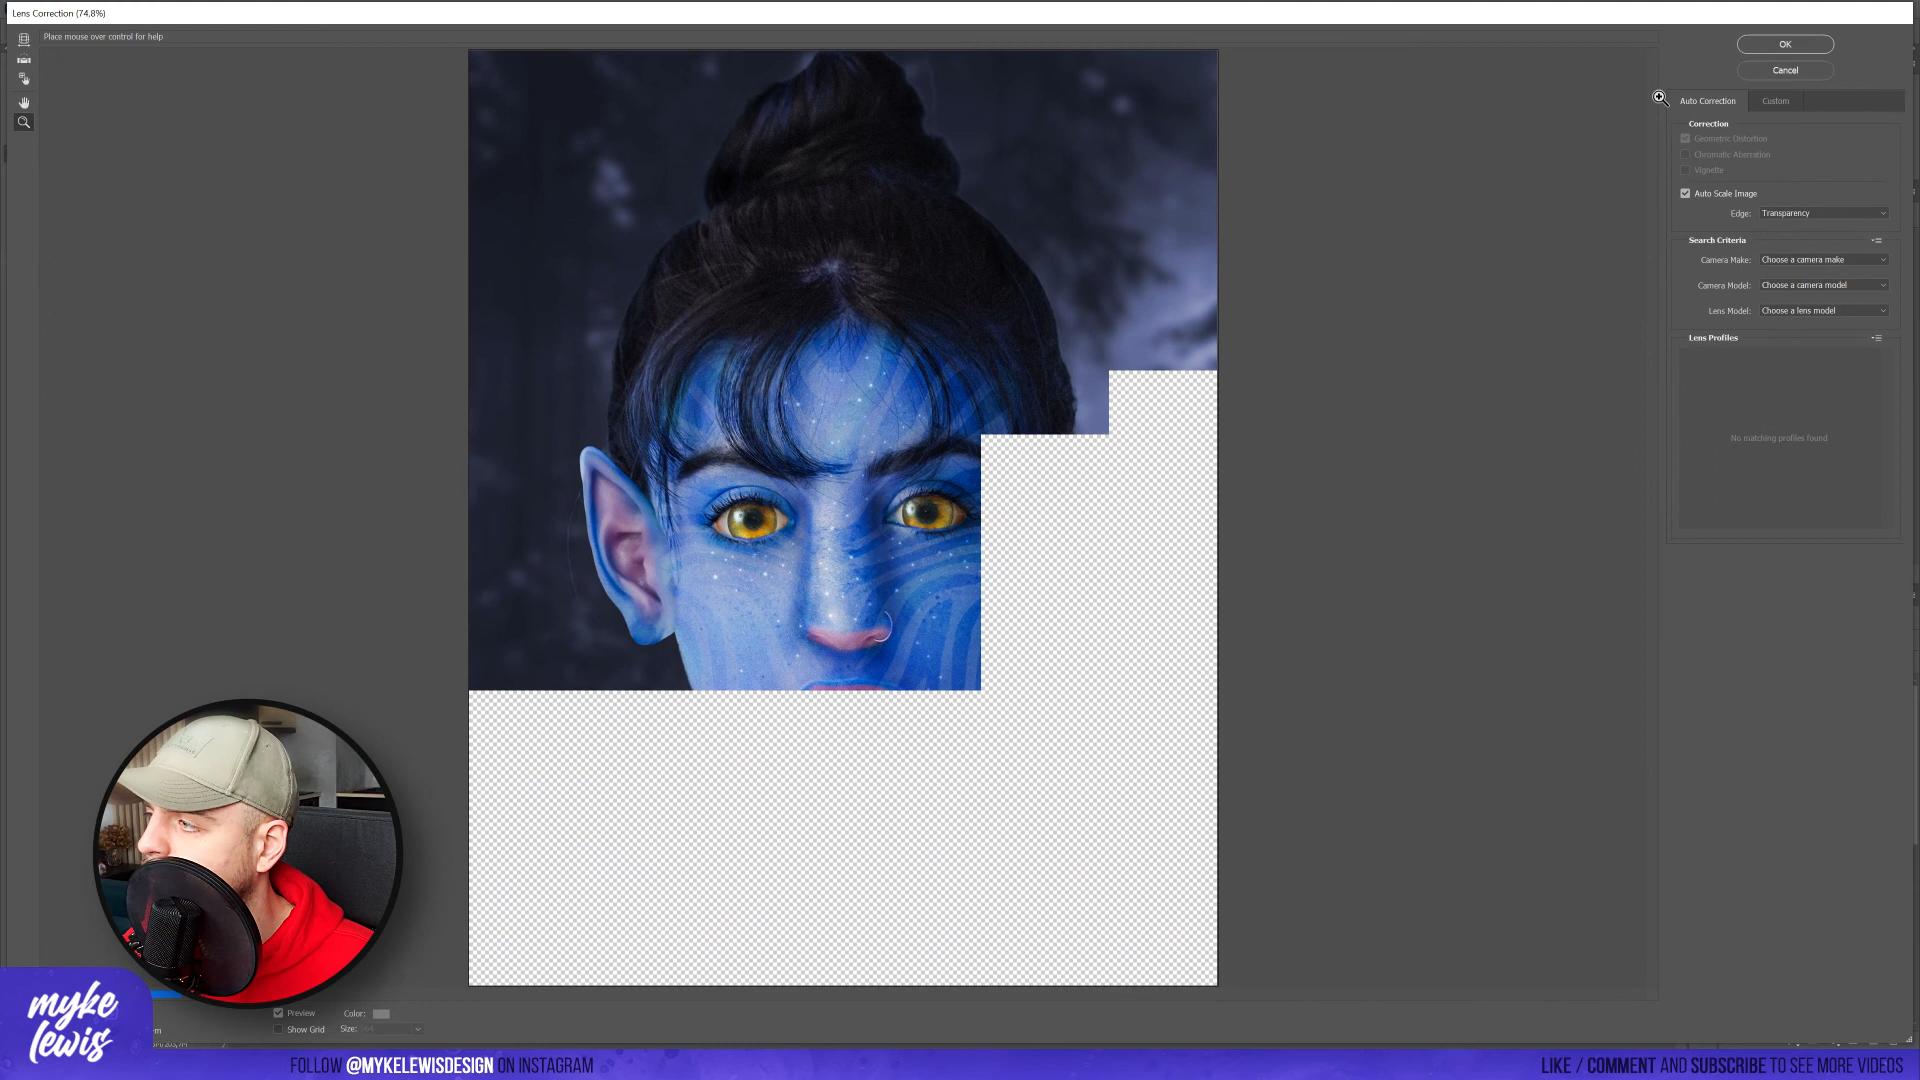 Lens Correction (74,8%)
Place mouse over control for help
OK
Cancel
Auto Correction
Custom
Correction
Geometric Distortion
Chromatic Aberration
Vignette
Auto Scale Image
Edge: Transparency
Search Criteria
Camera Make: Choose a camera make
Camera Model: Choose a camera model
Lens Model: Choose a lens model
Lens Profiles
No matching profiles found
Preview
Color:
Show Grid
Size: 64
myke
lewis
FOLLOW @MYKELEWISDESIGN ON INSTAGRAM
LIKE / COMMENT AND SUBSCRIBE TO SEE MORE VIDEOS